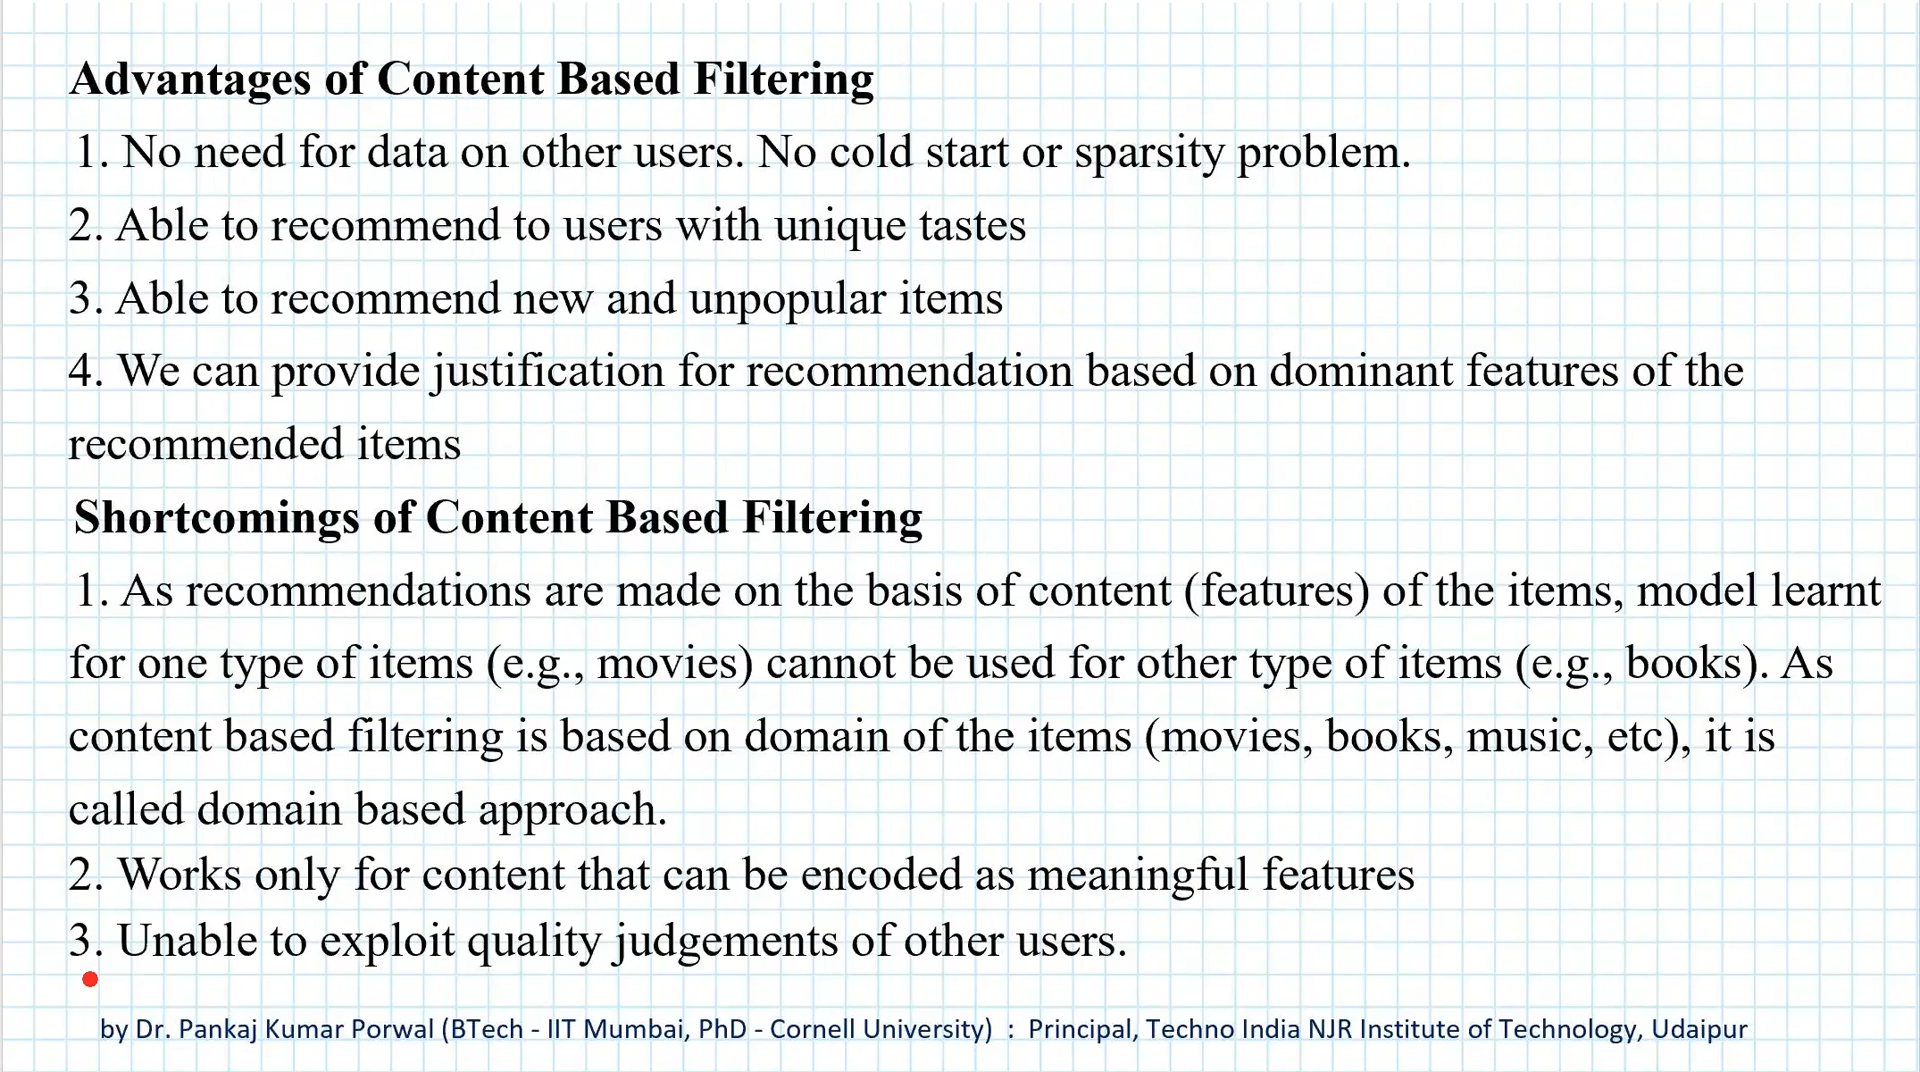 Advantages of Content Based Filtering
1. No need for data on other users. No cold start or sparsity problem.
2. Able to recommend to users with unique tastes
3. Able to recommend new and unpopular items
4. We can provide justification for recommendation based on dominant features of the
recommended items
Shortcomings of Content Based Filtering
1. As recommendations are made on the basis of content (features) of the items, model learnt
for one type of items (e.g., movies) cannot be used for other type of items (e.g., books). As
content based filtering is based on domain of the items (movies, books, music, etc), it is
called domain based approach.
2. Works only for content that can be encoded as meaningful features
3. Unable to exploit quality judgements of other users.
by Dr. Pankaj Kumar Porwal (BTech - IIT Mumbai, PhD - Cornell University) : Principal, Techno India NJR Institute of Technology, Udaipur